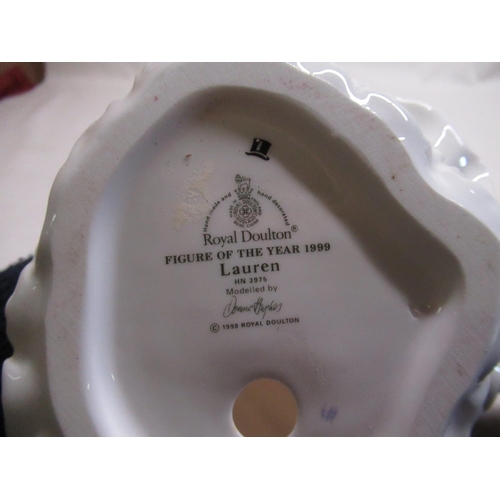 1
Hand made and hand decorated
Royal Doulton®
FIGURE OF THE YEAR 1999
Lauren
HN 3975
Modelled by
© 1998 ROYAL DOULTON